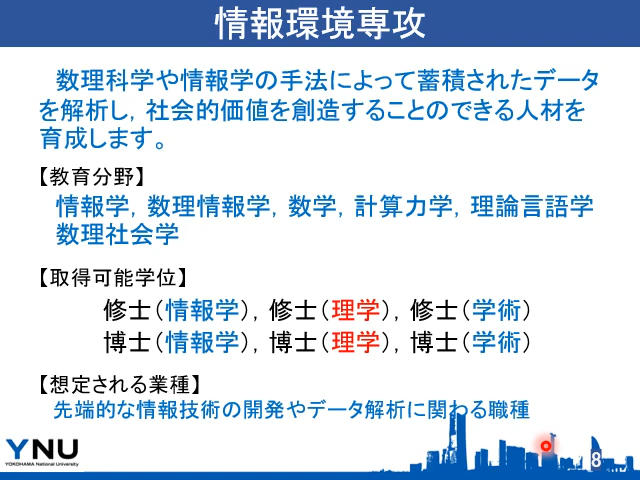 情報環境専攻
数理科学や情報学の手法によって蓄積されたデータ
を解析し，社会的価値を創造することのできる人材を
育成します。
【教育分野】
情報学，数理情報学，数学，計算力学，理論言語学
数理社会学
【取得可能学位】
修士（情報学），修士（理学），修士（学術）
博士（情報学），博士（理学），博士（学術）
【想定される業種】
先端的な情報技術の開発やデータ解析に関わる職種
YNU
YOKOHAMA National University
8